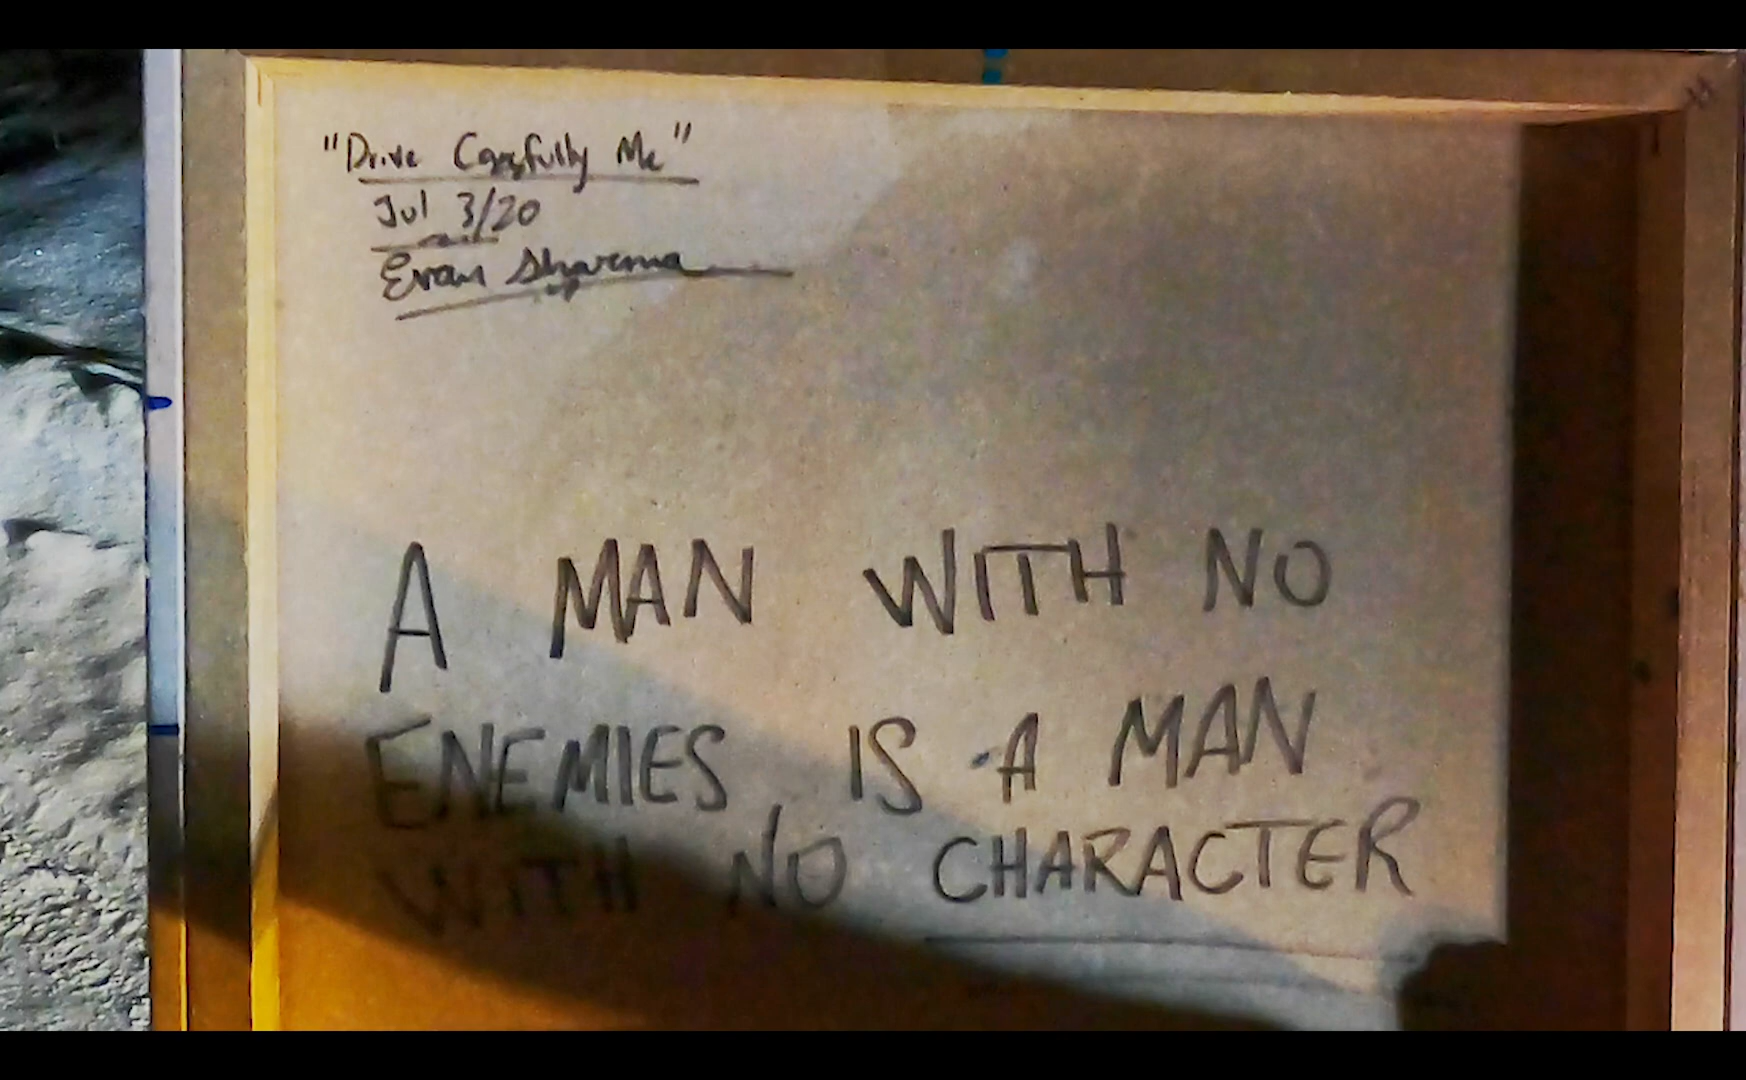 "Drive Carefully Me"
Jul 3/20
Evan Sharma
A MAN WITH NO
ENEMIES IS A MAN
WITH NO CHARACTER